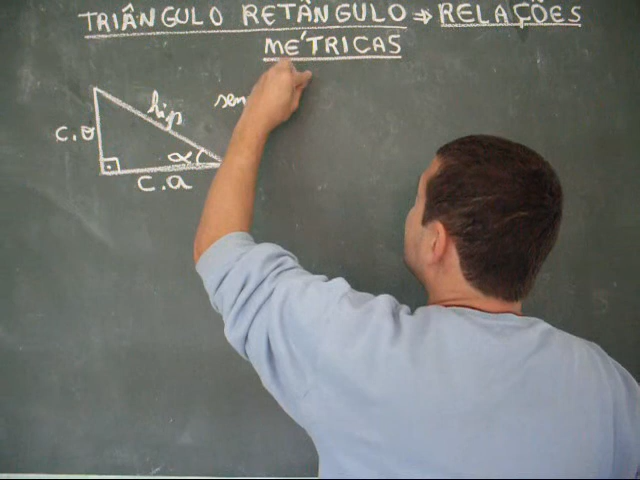 TRIÂNGULO RETÂNGULO ⇒ RELAÇÕES
MÉTRICAS
hip
sen
c.o
α
c.a